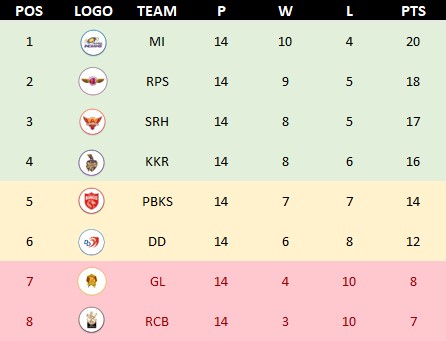 POS LOGO TEAM P W L PTS
1 MI 14 10 4 20
2 RPS 14 9 5 18
3 SRH 14 8 5 17
4 KKR 14 8 6 16
5 PBKS 14 7 7 14
6 DD 14 6 8 12
7 GL 14 4 10 8
8 RCB 14 3 10 7